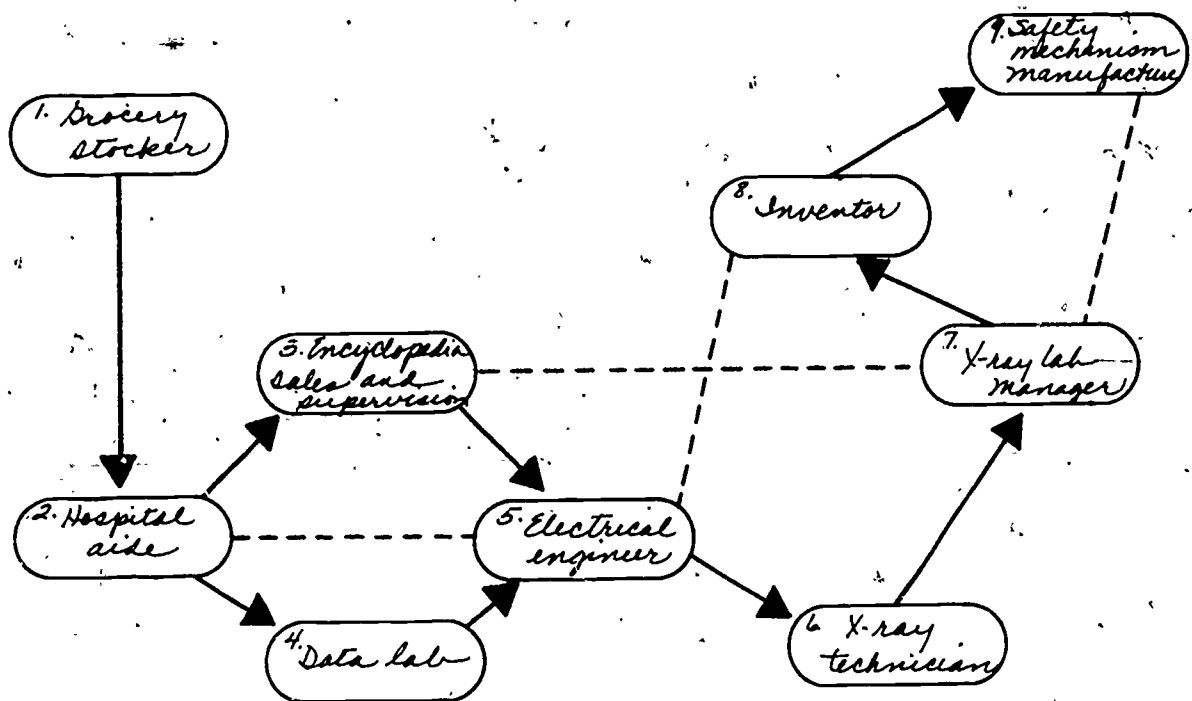 1. Grocery
stocker
2. Hospital
aide
3. Encyclopedia
sales and
supervision
4. Data lab
5. Electrical
engineer
6. X-ray
technician
7. X-ray lab
manager
8. Inventor
9. Safety
mechanism
manufacture